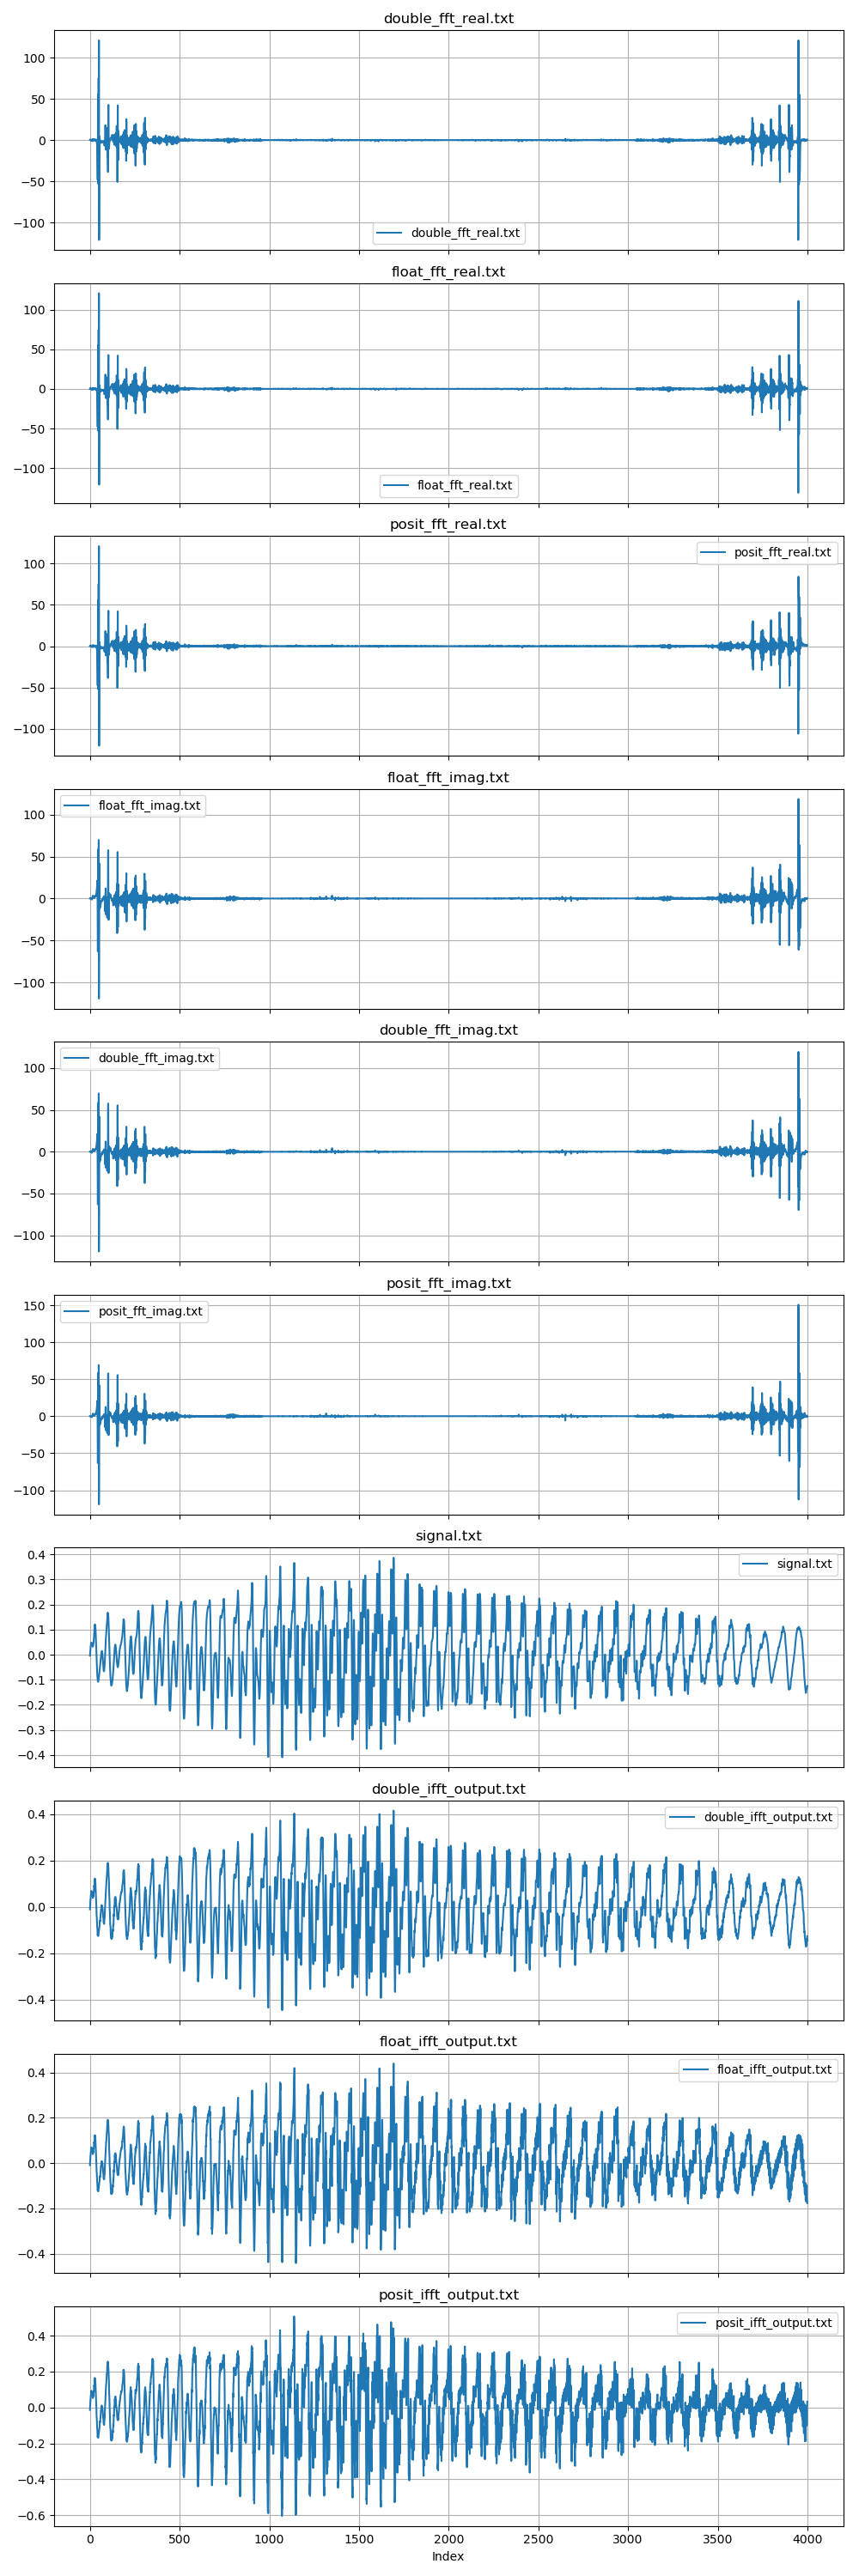 double_fft_real.txt
100
50
0
−50
−100
double_fft_real.txt
float_fft_real.txt
100
50
0
−50
−100
float_fft_real.txt
posit_fft_real.txt
posit_fft_real.txt
100
50
0
−50
−100
float_fft_imag.txt
float_fft_imag.txt
100
50
0
−50
−100
double_fft_imag.txt
double_fft_imag.txt
100
50
0
−50
−100
posit_fft_imag.txt
posit_fft_imag.txt
150
100
50
0
−50
−100
signal.txt
signal.txt
0.4
0.3
0.2
0.1
0.0
−0.1
−0.2
−0.3
−0.4
double_ifft_output.txt
double_ifft_output.txt
0.4
0.2
0.0
−0.2
−0.4
float_ifft_output.txt
float_ifft_output.txt
0.4
0.2
0.0
−0.2
−0.4
posit_ifft_output.txt
posit_ifft_output.txt
0.4
0.2
0.0
−0.2
−0.4
−0.6
0 500 1000 1500 2000 2500 3000 3500 4000
Index